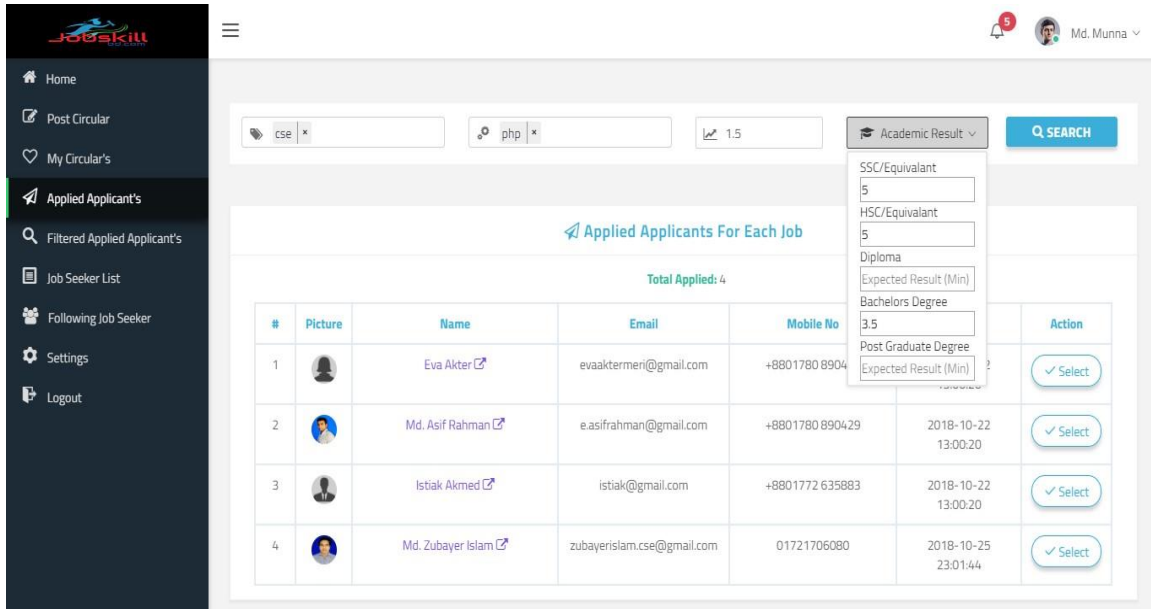 Jobskill
bd.com
5
Md. Munna
Home
Post Circular
My Circular's
Applied Applicant's
Filtered Applied Applicant's
Job Seeker List
Following Job Seeker
Settings
Logout
cse ×
php ×
1.5
Academic Result
SEARCH
SSC/Equivalant
5
HSC/Equivalant
5
Diploma
Expected Result (Min)
Bachelors Degree
3.5
Post Graduate Degree
Expected Result (Min)
Applied Applicants For Each Job
Total Applied: 4
# Picture Name Email Mobile No Action
1 Eva Akter evaaktermeri@gmail.com +8801780 8904 Select
2 Md. Asif Rahman e.asifrahman@gmail.com +8801780 890429 2018-10-22 Select
13:00:20
3 Istiak Akmed istiak@gmail.com +8801772 635883 2018-10-22 Select
13:00:20
4 Md. Zubayer Islam zubayerislam.cse@gmail.com 01721706080 2018-10-25 Select
23:01:44